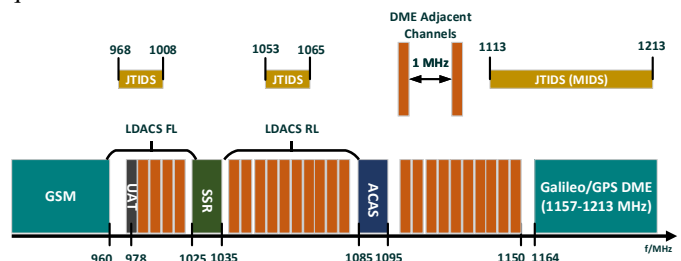 DME Adjacent
Channels
968 1008 1053 1065 1 MHz 1113 1213
JTIDS JTIDS JTIDS (MIDS)
LDACS FL LDACS RL
GSM UAT SSR ACAS Galileo/GPS DME
(1157-1213 MHz)
f/MHz
960 978 1025 1035 1085 1095 1150 1164